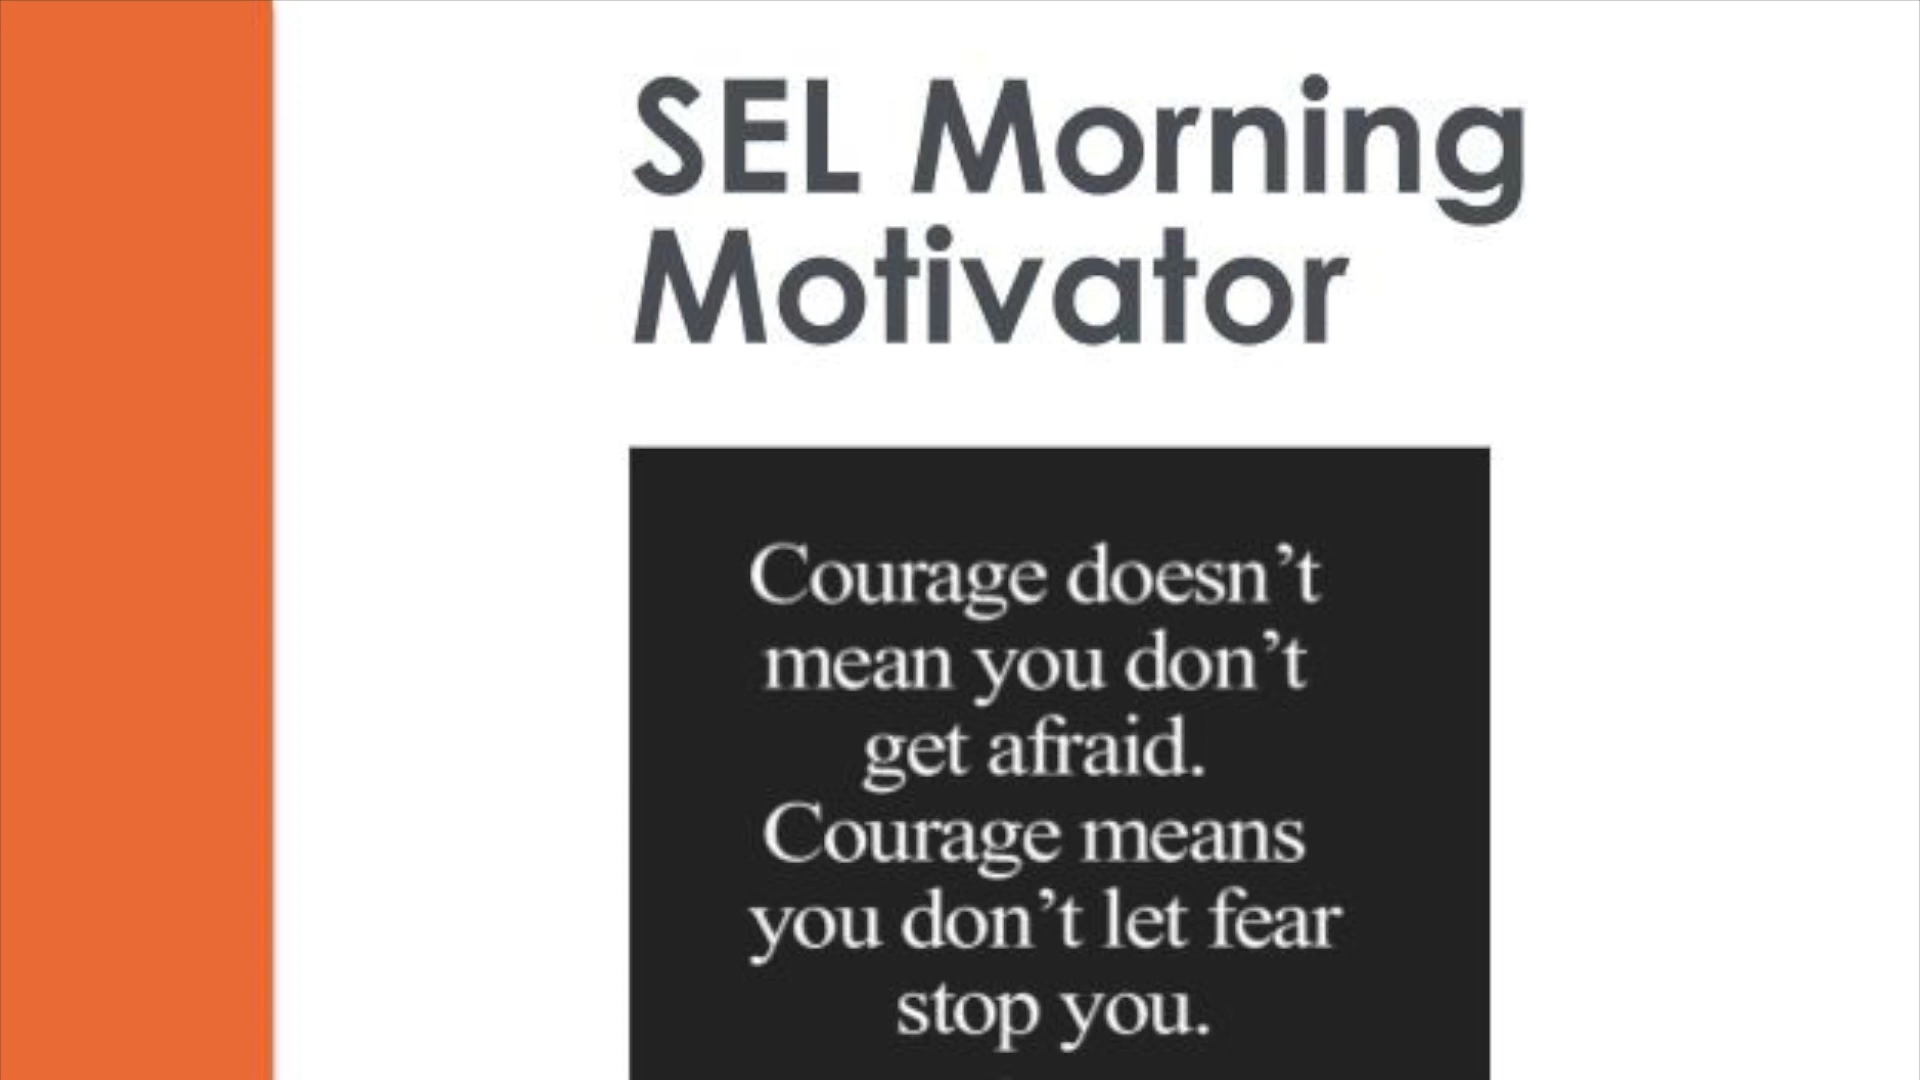 SEL Morning
Motivator
Courage doesn’t
mean you don’t
get afraid.
Courage means
you don’t let fear
stop you.